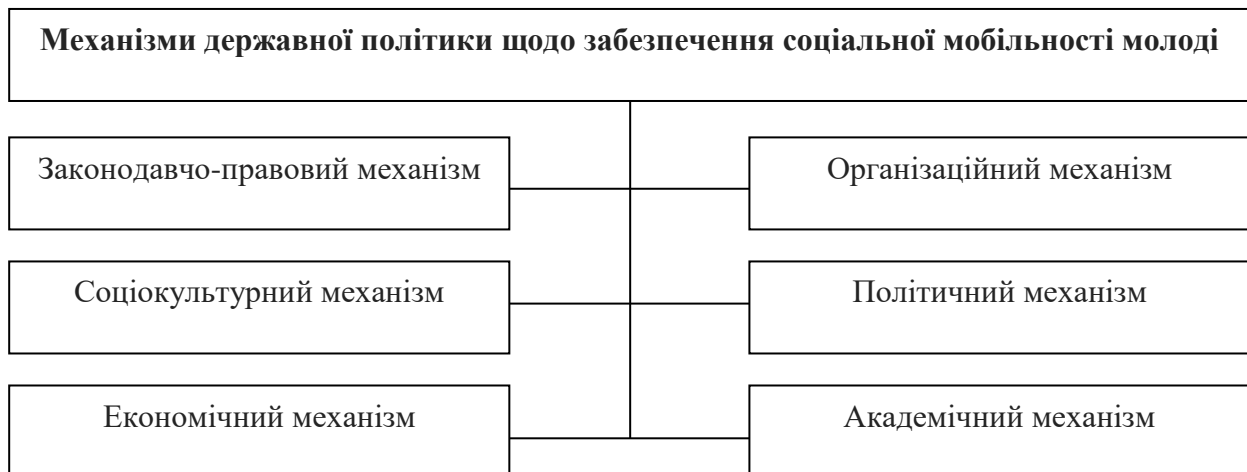 Механізми державної політики щодо забезпечення соціальної мобільності молоді
Законодавчо-правовий механізм
Організаційний механізм
Соціокультурний механізм
Політичний механізм
Економічний механізм
Академічний механізм